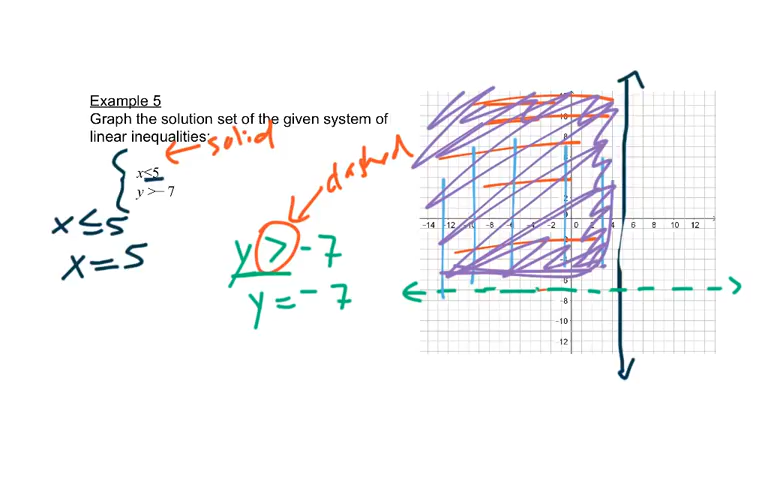 Example 5
Graph the solution set of the given system of
linear inequalities:
solid
x≤5
y > - 7
dashed
x ≤ 5
x = 5
y > - 7
y = - 7
-14 -12 -10 -8 -6 -4 0 2 4 6 8 10 12
10
8
2
-8
-10
12